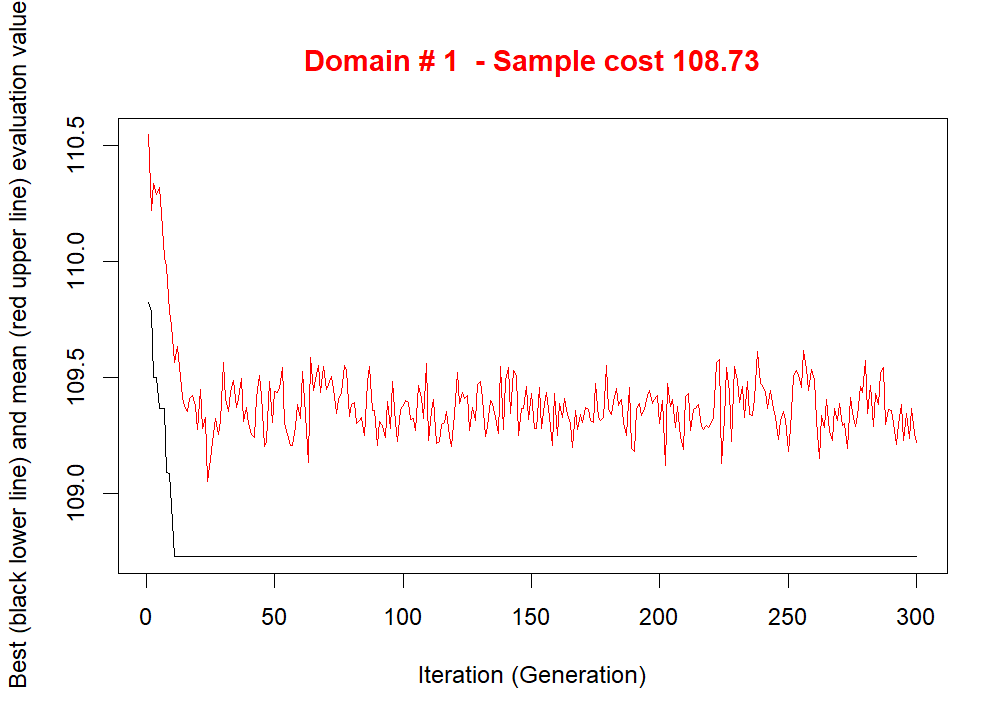 Domain # 1  - Sample cost 108.73
Best (black lower line) and mean (red upper line) evaluation value
110.5
110.0
109.5
109.0
0 50 100 150 200 250 300
Iteration (Generation)